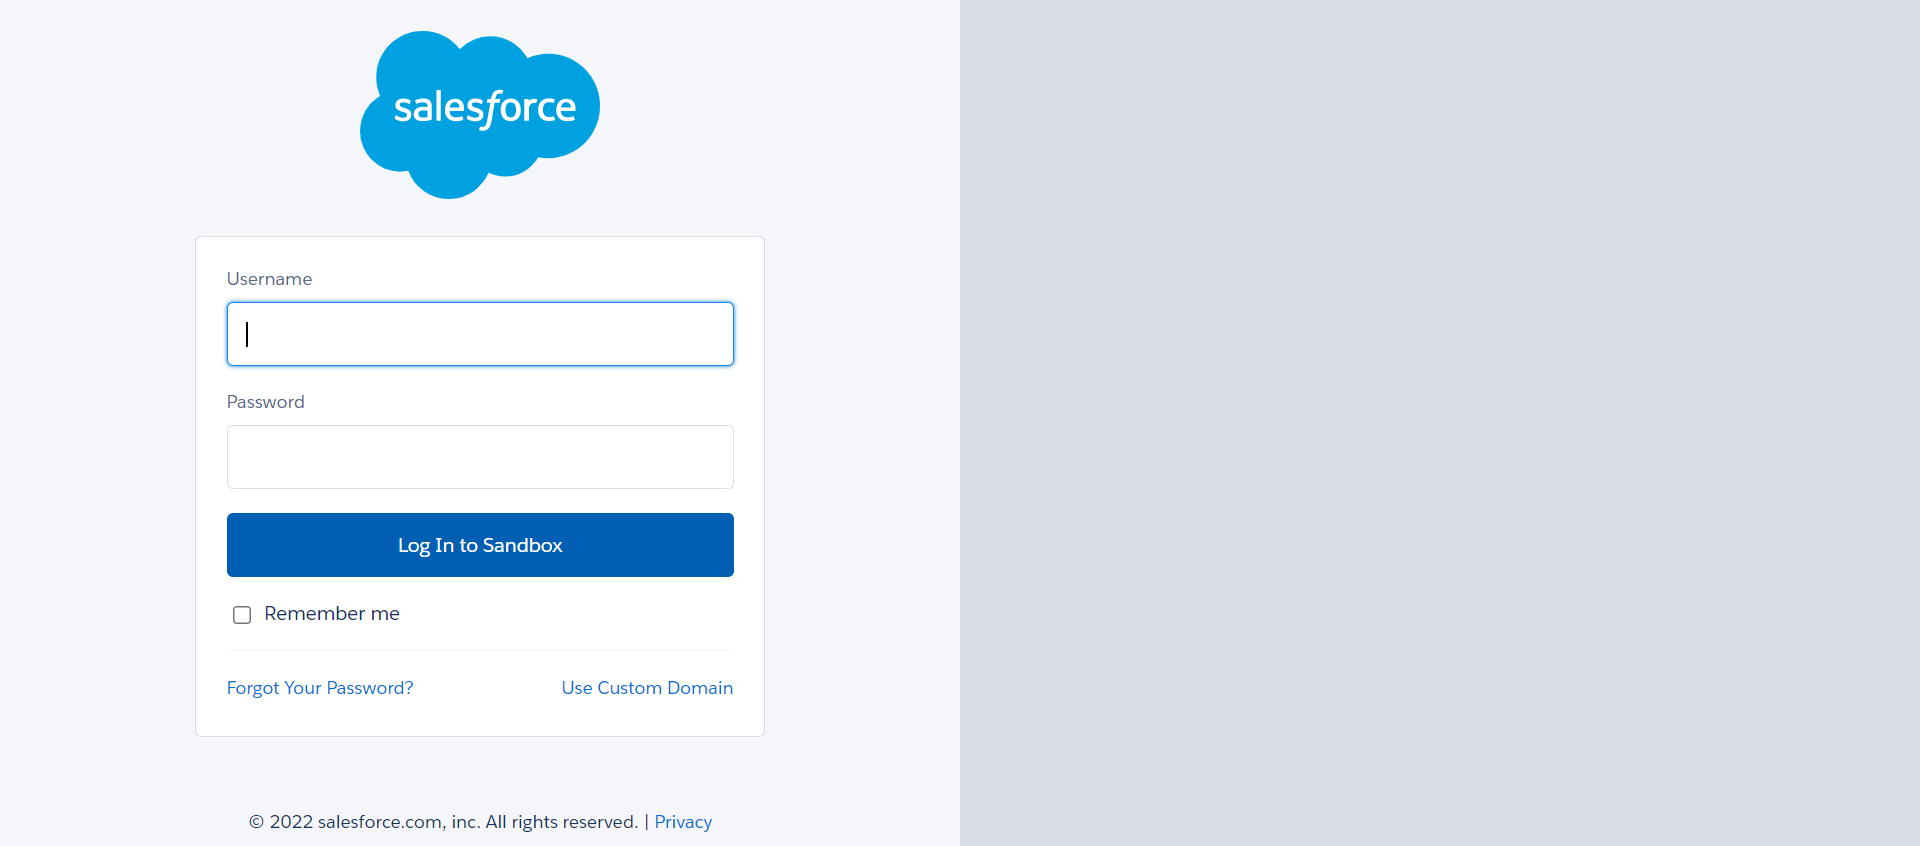 salesforce
Username
Password
Log In to Sandbox
Remember me
Forgot Your Password? Use Custom Domain
© 2022 salesforce.com, inc. All rights reserved. | Privacy